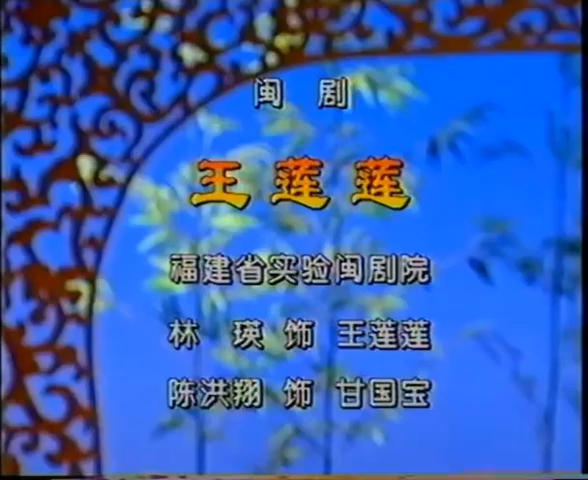 闽 剧
王 莲 莲
福建省实验闽剧院
林 瑛 饰 王莲莲
陈洪翔 饰 甘国宝